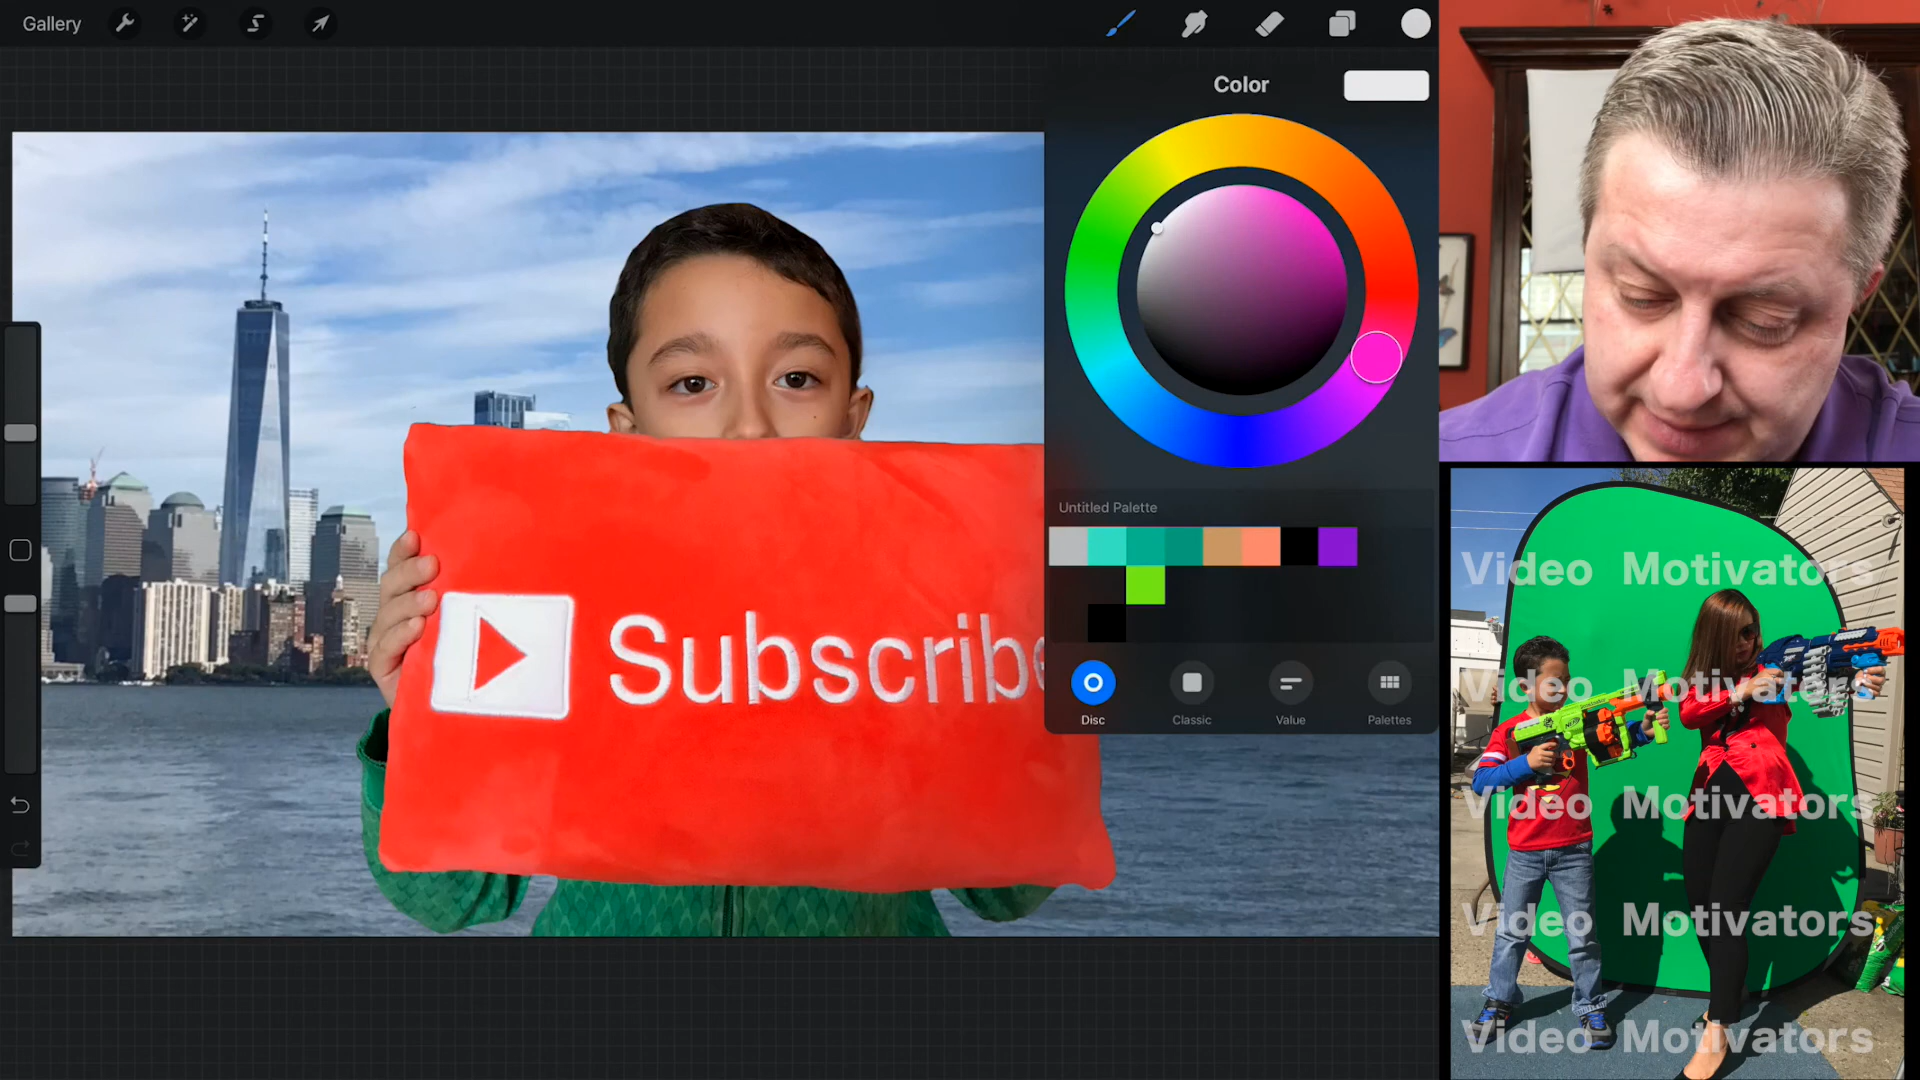 Gallery
Color
Subscribe
Untitled Palette
Disc
Classic
Value
Palettes
Video Motivators
Video Motivators
Video Motivators
Video Motivators
Video Motivators